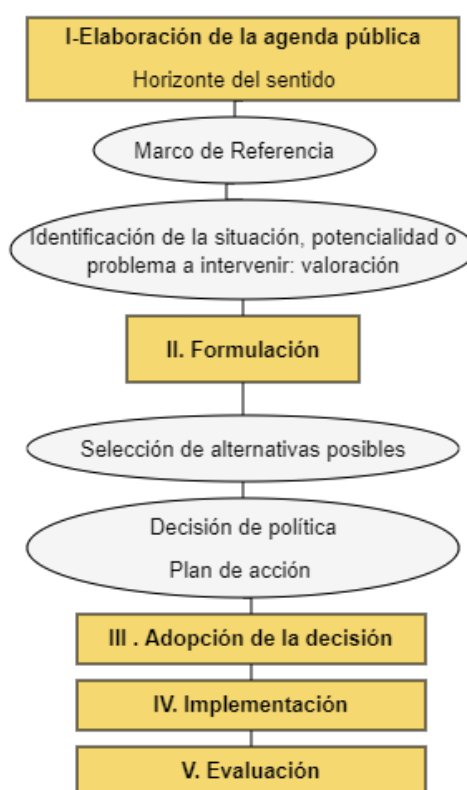 I-Elaboración de la agenda pública
Horizonte del sentido
Marco de Referencia
Identificación de la situación, potencialidad o
problema a intervenir: valoración
II. Formulación
Selección de alternativas posibles
Decisión de política
Plan de acción
III . Adopción de la decisión
IV. Implementación
V. Evaluación